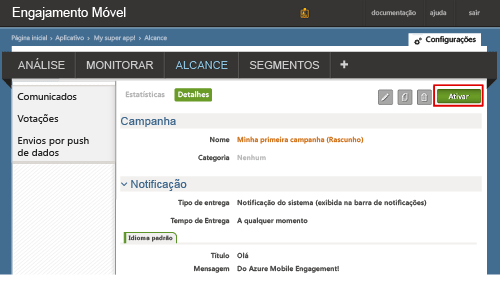 Engajamento Móvel
documentação ajuda sair
Página inicial › Aplicativo › My super app! › Alcance
Configurações
ANÁLISE MONITORAR ALCANCE SEGMENTOS +
Comunicados
Votações
Envios por push
de dados
Estatísticas Detalhes
Ativar
Campanha
Nome Minha primeira campanha (Rascunho)
Categoria Nenhum
Notificação
Tipo de entrega Notificação do sistema (exibida na barra de notificações)
Tempo de Entrega A qualquer momento
Idioma padrão
Título Olá
Mensagem Do Azure Mobile Engagement!